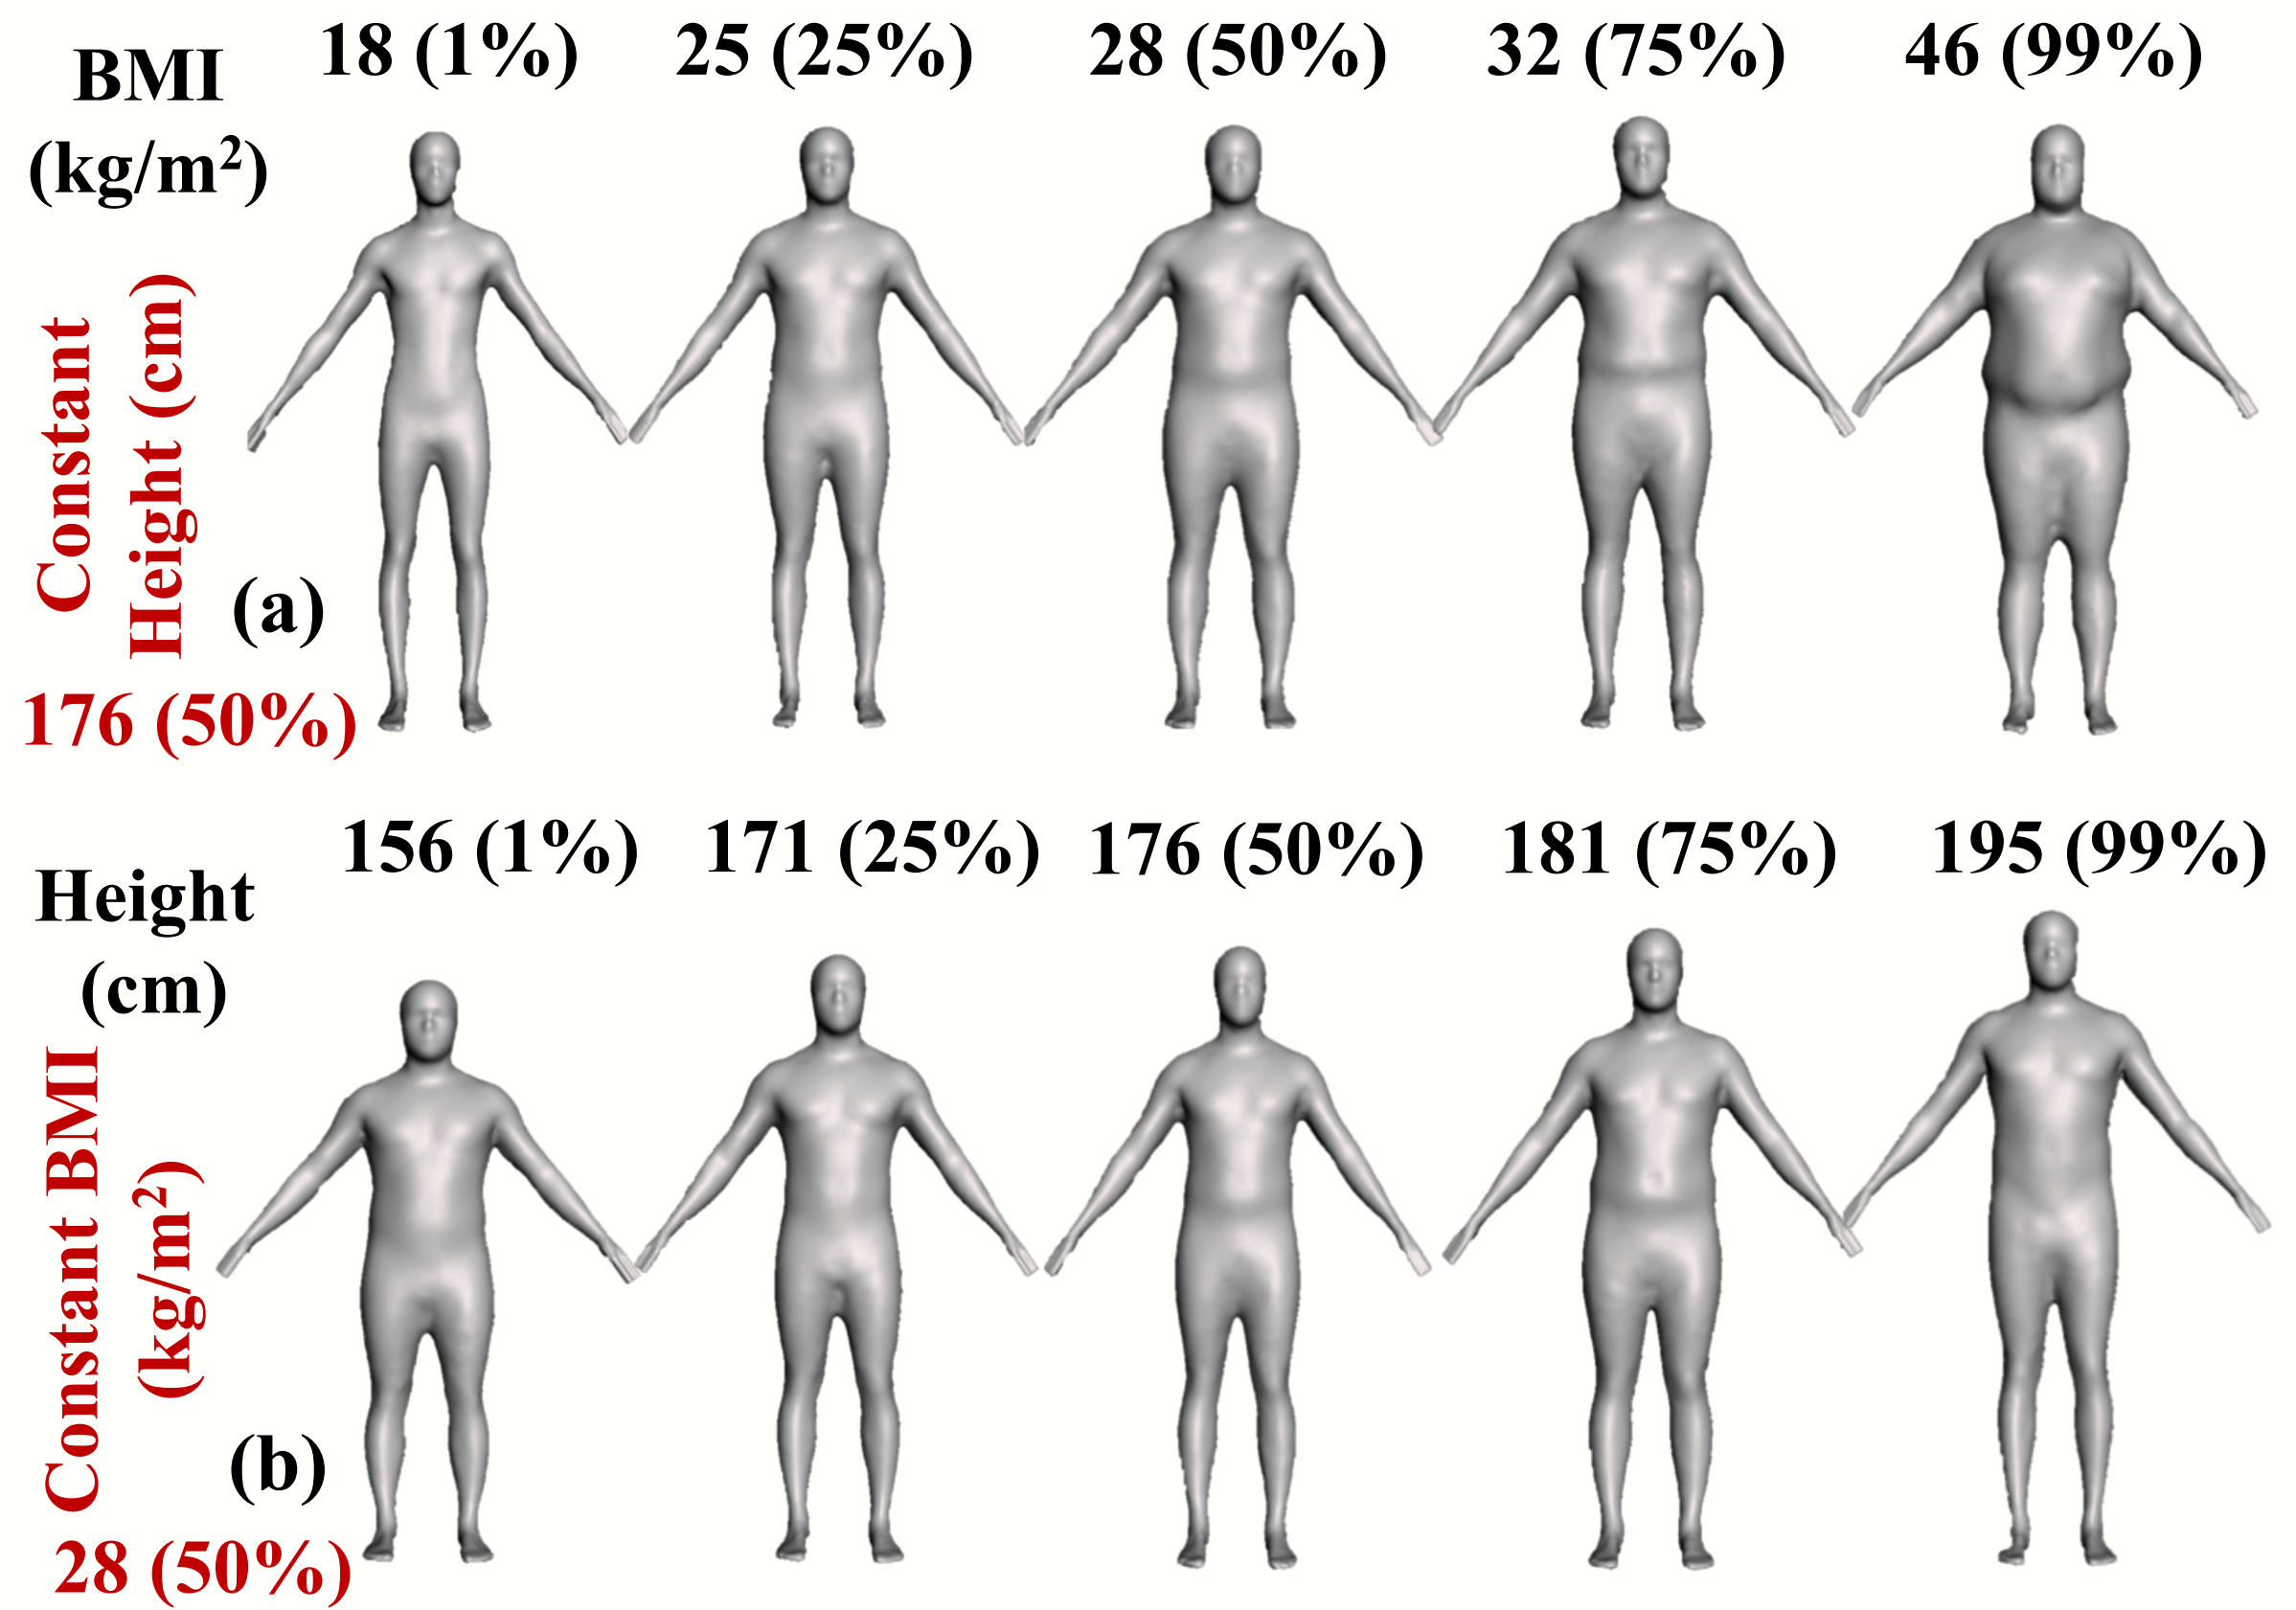 18 (1%) 25 (25%) 28 (50%) 32 (75%) 46 (99%)
BMI
(kg/m²)
Constant
Height (cm)
(a)
176 (50%)
156 (1%) 171 (25%) 176 (50%) 181 (75%) 195 (99%)
Height
(cm)
Constant BMI
(kg/m²)
(b)
28 (50%)